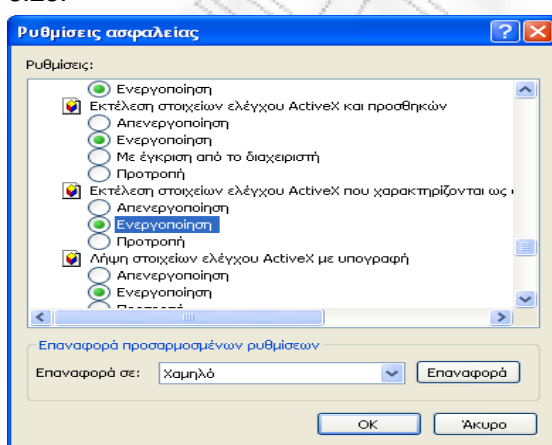 Ρυθμίσεις ασφαλείας
Ρυθμίσεις:
Ενεργοποίηση
Εκτέλεση στοιχείων ελέγχου ActiveX και προσθηκών
Απενεργοποίηση
Ενεργοποίηση
Με έγκριση από το διαχειριστή
Προτροπή
Εκτέλεση στοιχείων ελέγχου ActiveX που χαρακτηρίζονται ως
Απενεργοποίηση
Ενεργοποίηση
Προτροπή
Λήψη στοιχείων ελέγχου ActiveX με υπογραφή
Απενεργοποίηση
Ενεργοποίηση
Επαναφορά προσαρμοσμένων ρυθμίσεων
Επαναφορά σε: Χαμηλό Επαναφορά
OK Άκυρο